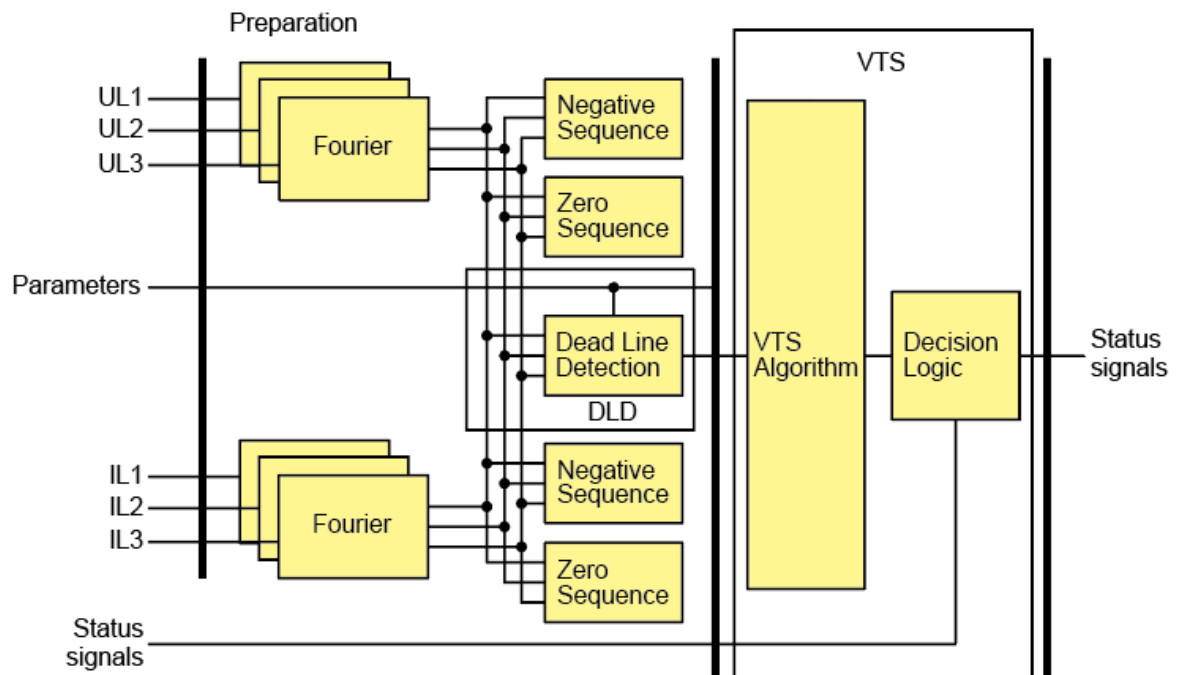 Preparation
VTS
UL1
UL2
UL3
Fourier
Negative
Sequence
Zero
Sequence
Parameters
Dead Line
Detection
DLD
VTS
Algorithm
Decision
Logic
Status
signals
IL1
IL2
IL3
Fourier
Negative
Sequence
Zero
Sequence
Status
signals